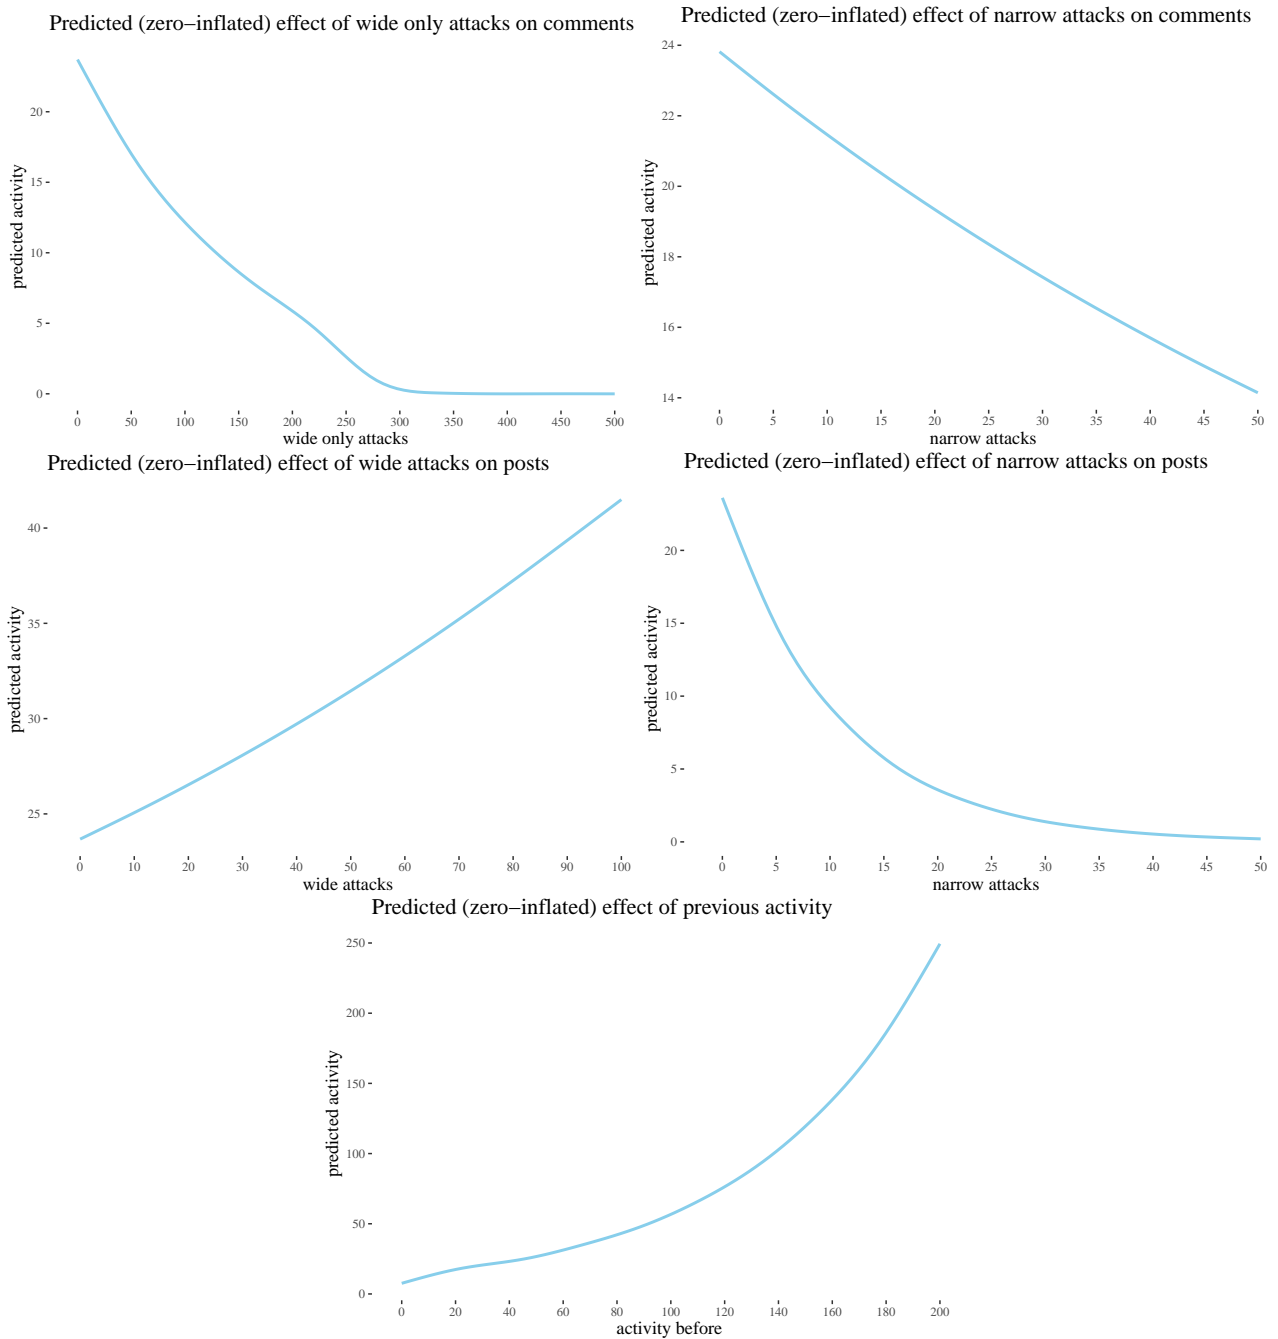 Predicted (zero−inflated) effect of wide only attacks on comments
predicted activity
20
15
10
5
0
0 50 100 150 200 250 300 350 400 450 500
wide only attacks
Predicted (zero−inflated) effect of narrow attacks on comments
predicted activity
24
22
20
18
16
14
0 5 10 15 20 25 30 35 40 45 50
narrow attacks
Predicted (zero−inflated) effect of wide attacks on posts
predicted activity
40
35
30
25
0 10 20 30 40 50 60 70 80 90 100
wide attacks
Predicted (zero−inflated) effect of narrow attacks on posts
predicted activity
20
15
10
5
0
0 5 10 15 20 25 30 35 40 45 50
narrow attacks
Predicted (zero−inflated) effect of previous activity
predicted activity
250
200
150
100
50
0
0 20 40 60 80 100 120 140 160 180 200
activity before